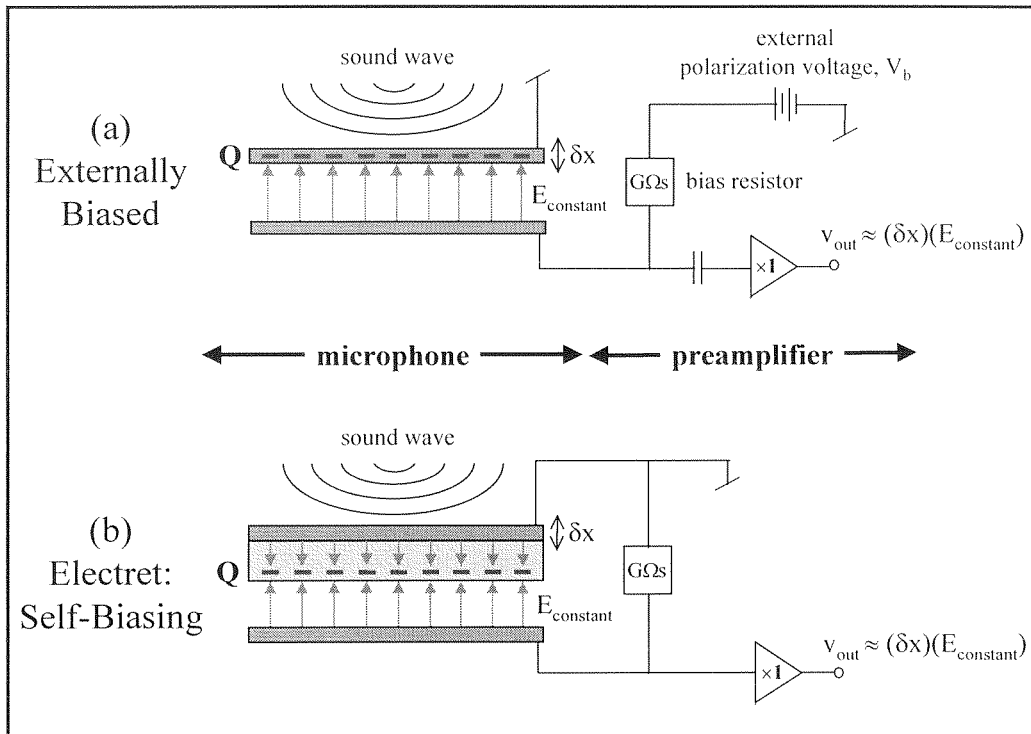 external
sound wave
polarization voltage, V_b
(a)
Externally
Biased
Q
δx
E_constant
GΩs
bias resistor
v_out ≈ (δx)(E_constant)
×1
microphone
preamplifier
sound wave
(b)
Electret:
Self-Biasing
δx
Q
GΩs
E_constant
v_out ≈ (δx)(E_constant)
×1